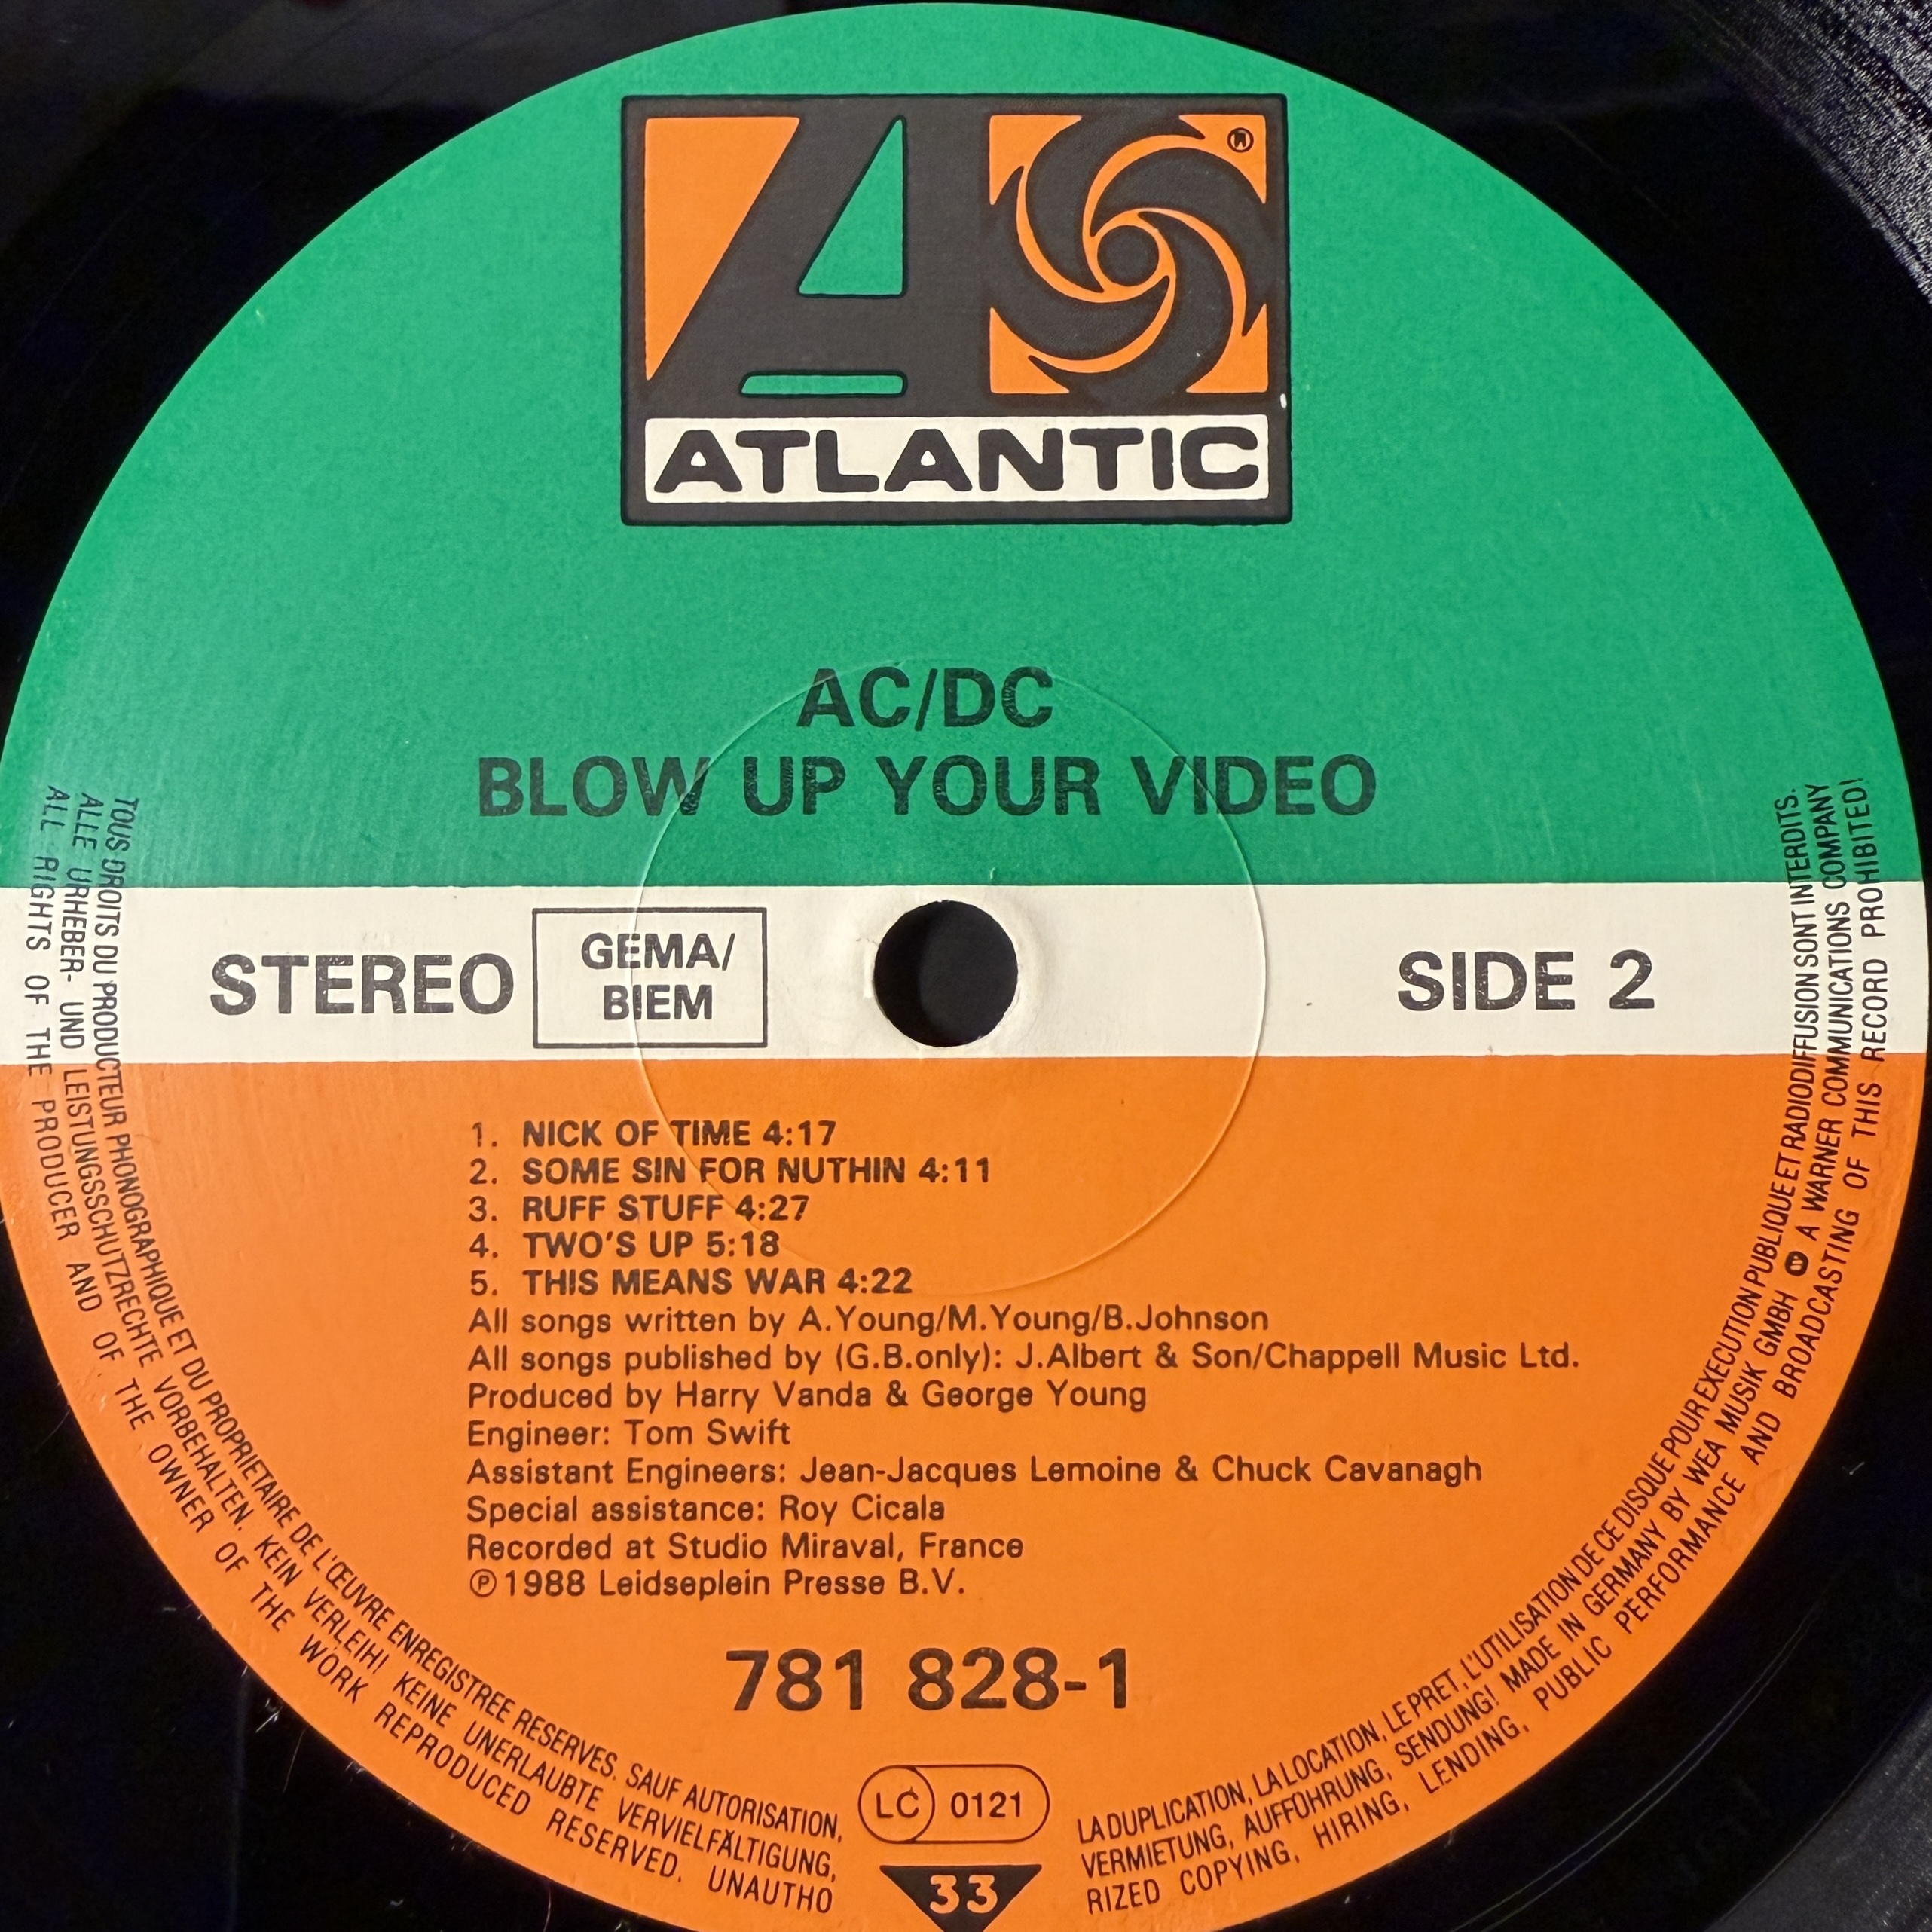 ®
ATLANTIC
AC/DC
BLOW UP YOUR VIDEO
STEREO
GEMA/
BIEM
SIDE 2
1. NICK OF TIME 4:17
2. SOME SIN FOR NUTHIN 4:11
3. RUFF STUFF 4:27
4. TWO'S UP 5:18
5. THIS MEANS WAR 4:22
All songs written by A.Young/M.Young/B.Johnson
All songs published by (G.B.only): J.Albert & Son/Chappell Music Ltd.
Produced by Harry Vanda & George Young
Engineer: Tom Swift
Assistant Engineers: Jean-Jacques Lemoine & Chuck Cavanagh
Special assistance: Roy Cicala
Recorded at Studio Miraval, France
℗ 1988 Leidseplein Presse B.V.
781 828-1
LC 0121
33
TOUS DROITS DU PRODUCTEUR PHONOGRAPHIQUE ET DU PROPRIETAIRE DE L'ŒUVRE ENREGISTREE RESERVES. SAUF AUTORISATION, LA DUPLICATION, LA LOCATION, LE PRET, L'UTILISATION DE CE DISQUE POUR EXECUTION PUBLIQUE ET RADIODIFFUSION SONT INTERDITS.
ALLE URHEBER- UND LEISTUNGSSCHUTZRECHTE VORBEHALTEN. KEIN VERLEIH! KEINE UNERLAUBTE VERVIELFÄLTIGUNG, VERMIETUNG, AUFFÜHRUNG, SENDUNG! MADE IN GERMANY BY WEA MUSIK GMBH A WARNER COMMUNICATIONS COMPANY
ALL RIGHTS OF THE PRODUCER AND OF THE OWNER OF THE WORK REPRODUCED RESERVED. UNAUTHORIZED COPYING, HIRING, LENDING, PUBLIC PERFORMANCE AND BROADCASTING OF THIS RECORD PROHIBITED!